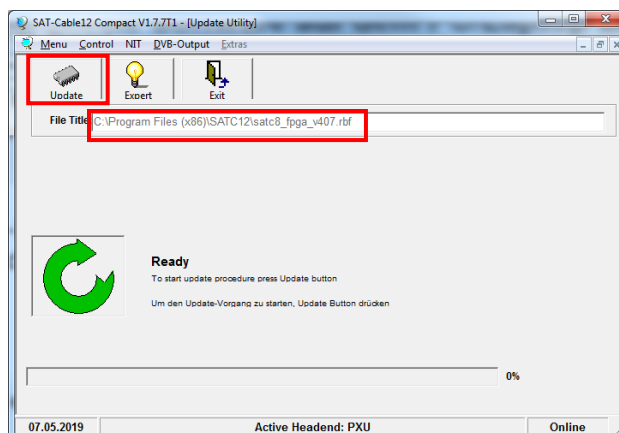 SAT-Cable12 Compact V1.7.7T1 - [Update Utility]
Menu Control NIT DVB-Output Extras
Update Expert Exit
File Title C:\Program Files (x86)\SATC12\satc8_fpga_v407.rbf
Ready
To start update procedure press Update button
Um den Update-Vorgang zu starten, Update Button drücken
0%
07.05.2019 Active Headend: PXU Online